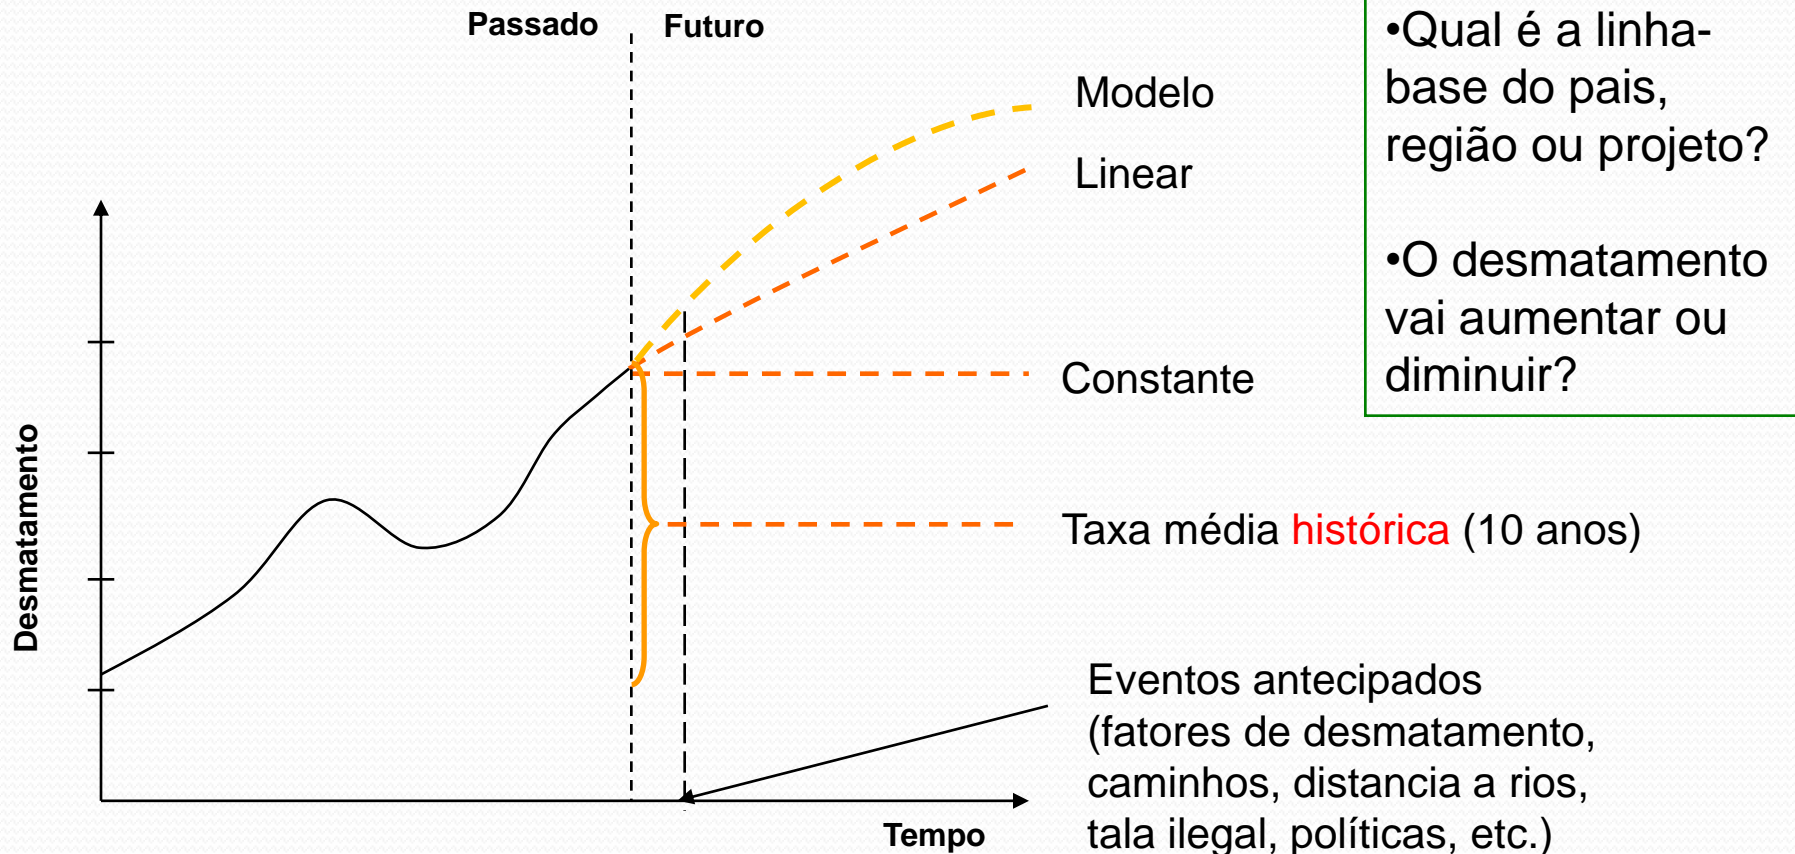 Passado
Futuro
•Qual é a linha-
base do pais,
região ou projeto?
•O desmatamento
vai aumentar ou
diminuir?
Modelo
Linear
Constante
Taxa média histórica (10 anos)
Eventos antecipados
(fatores de desmatamento,
caminhos, distancia a rios,
tala ilegal, políticas, etc.)
Desmatamento
Tempo